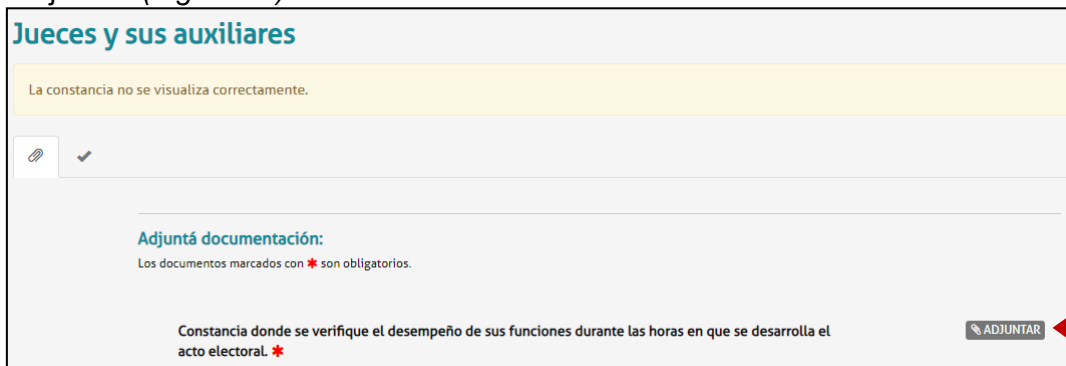 Jueces y sus auxiliares
La constancia no se visualiza correctamente.
Adjuntá documentación:
Los documentos marcados con ✱ son obligatorios.
Constancia donde se verifique el desempeño de sus funciones durante las horas en que se desarrolla el
acto electoral. ✱
ADJUNTAR